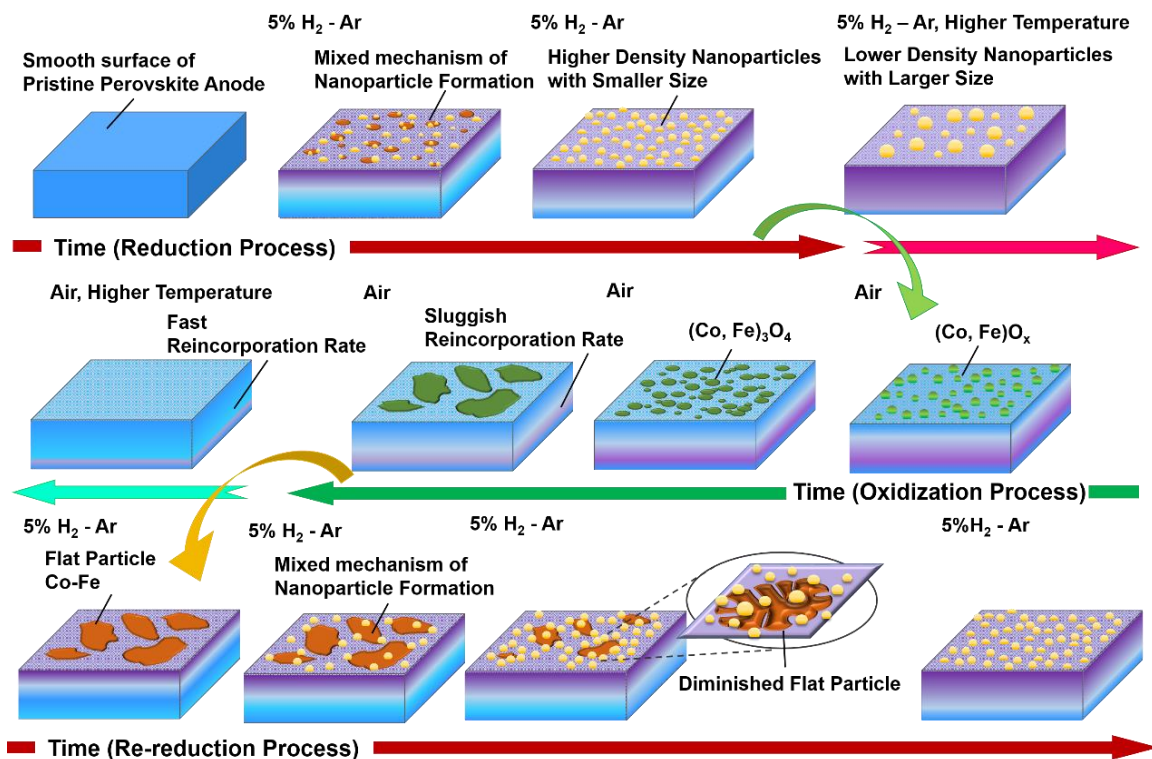 5% H₂ - Ar
5% H₂ - Ar
5% H₂ – Ar, Higher Temperature
Smooth surface of
Pristine Perovskite Anode
Mixed mechanism of
Nanoparticle Formation
Higher Density Nanoparticles
with Smaller Size
Lower Density Nanoparticles
with Larger Size
Time (Reduction Process)
Air, Higher Temperature
Air
Air
Air
Fast
Reincorporation Rate
Sluggish
Reincorporation Rate
(Co, Fe)₃O₄
(Co, Fe)Oₓ
Time (Oxidization Process)
5% H₂ - Ar
5% H₂ - Ar
5% H₂ - Ar
5%H₂ - Ar
Flat Particle
Co-Fe
Mixed mechanism of
Nanoparticle Formation
Diminished Flat Particle
Time (Re-reduction Process)